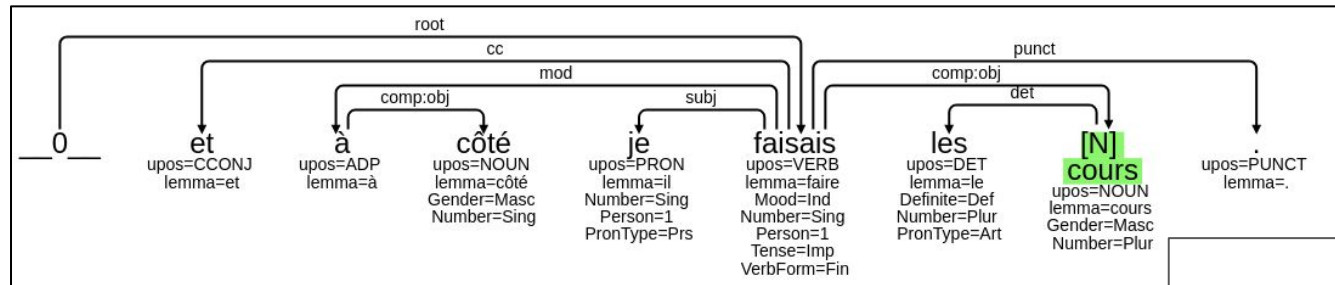 root
cc
punct
mod
comp:obj
comp:obj
subj
det
__0__ et à côté je faisais les [N] .
cours
upos=CCONJ upos=ADP upos=NOUN upos=PRON upos=VERB upos=DET upos=PUNCT
lemma=et lemma=à lemma=côté lemma=il lemma=faire lemma=le lemma=.
Gender=Masc Number=Sing Mood=Ind Definite=Def upos=NOUN
Number=Sing Person=1 Number=Sing Number=Plur lemma=cours
PronType=Prs Person=1 PronType=Art Gender=Masc
Tense=Imp Number=Plur
VerbForm=Fin